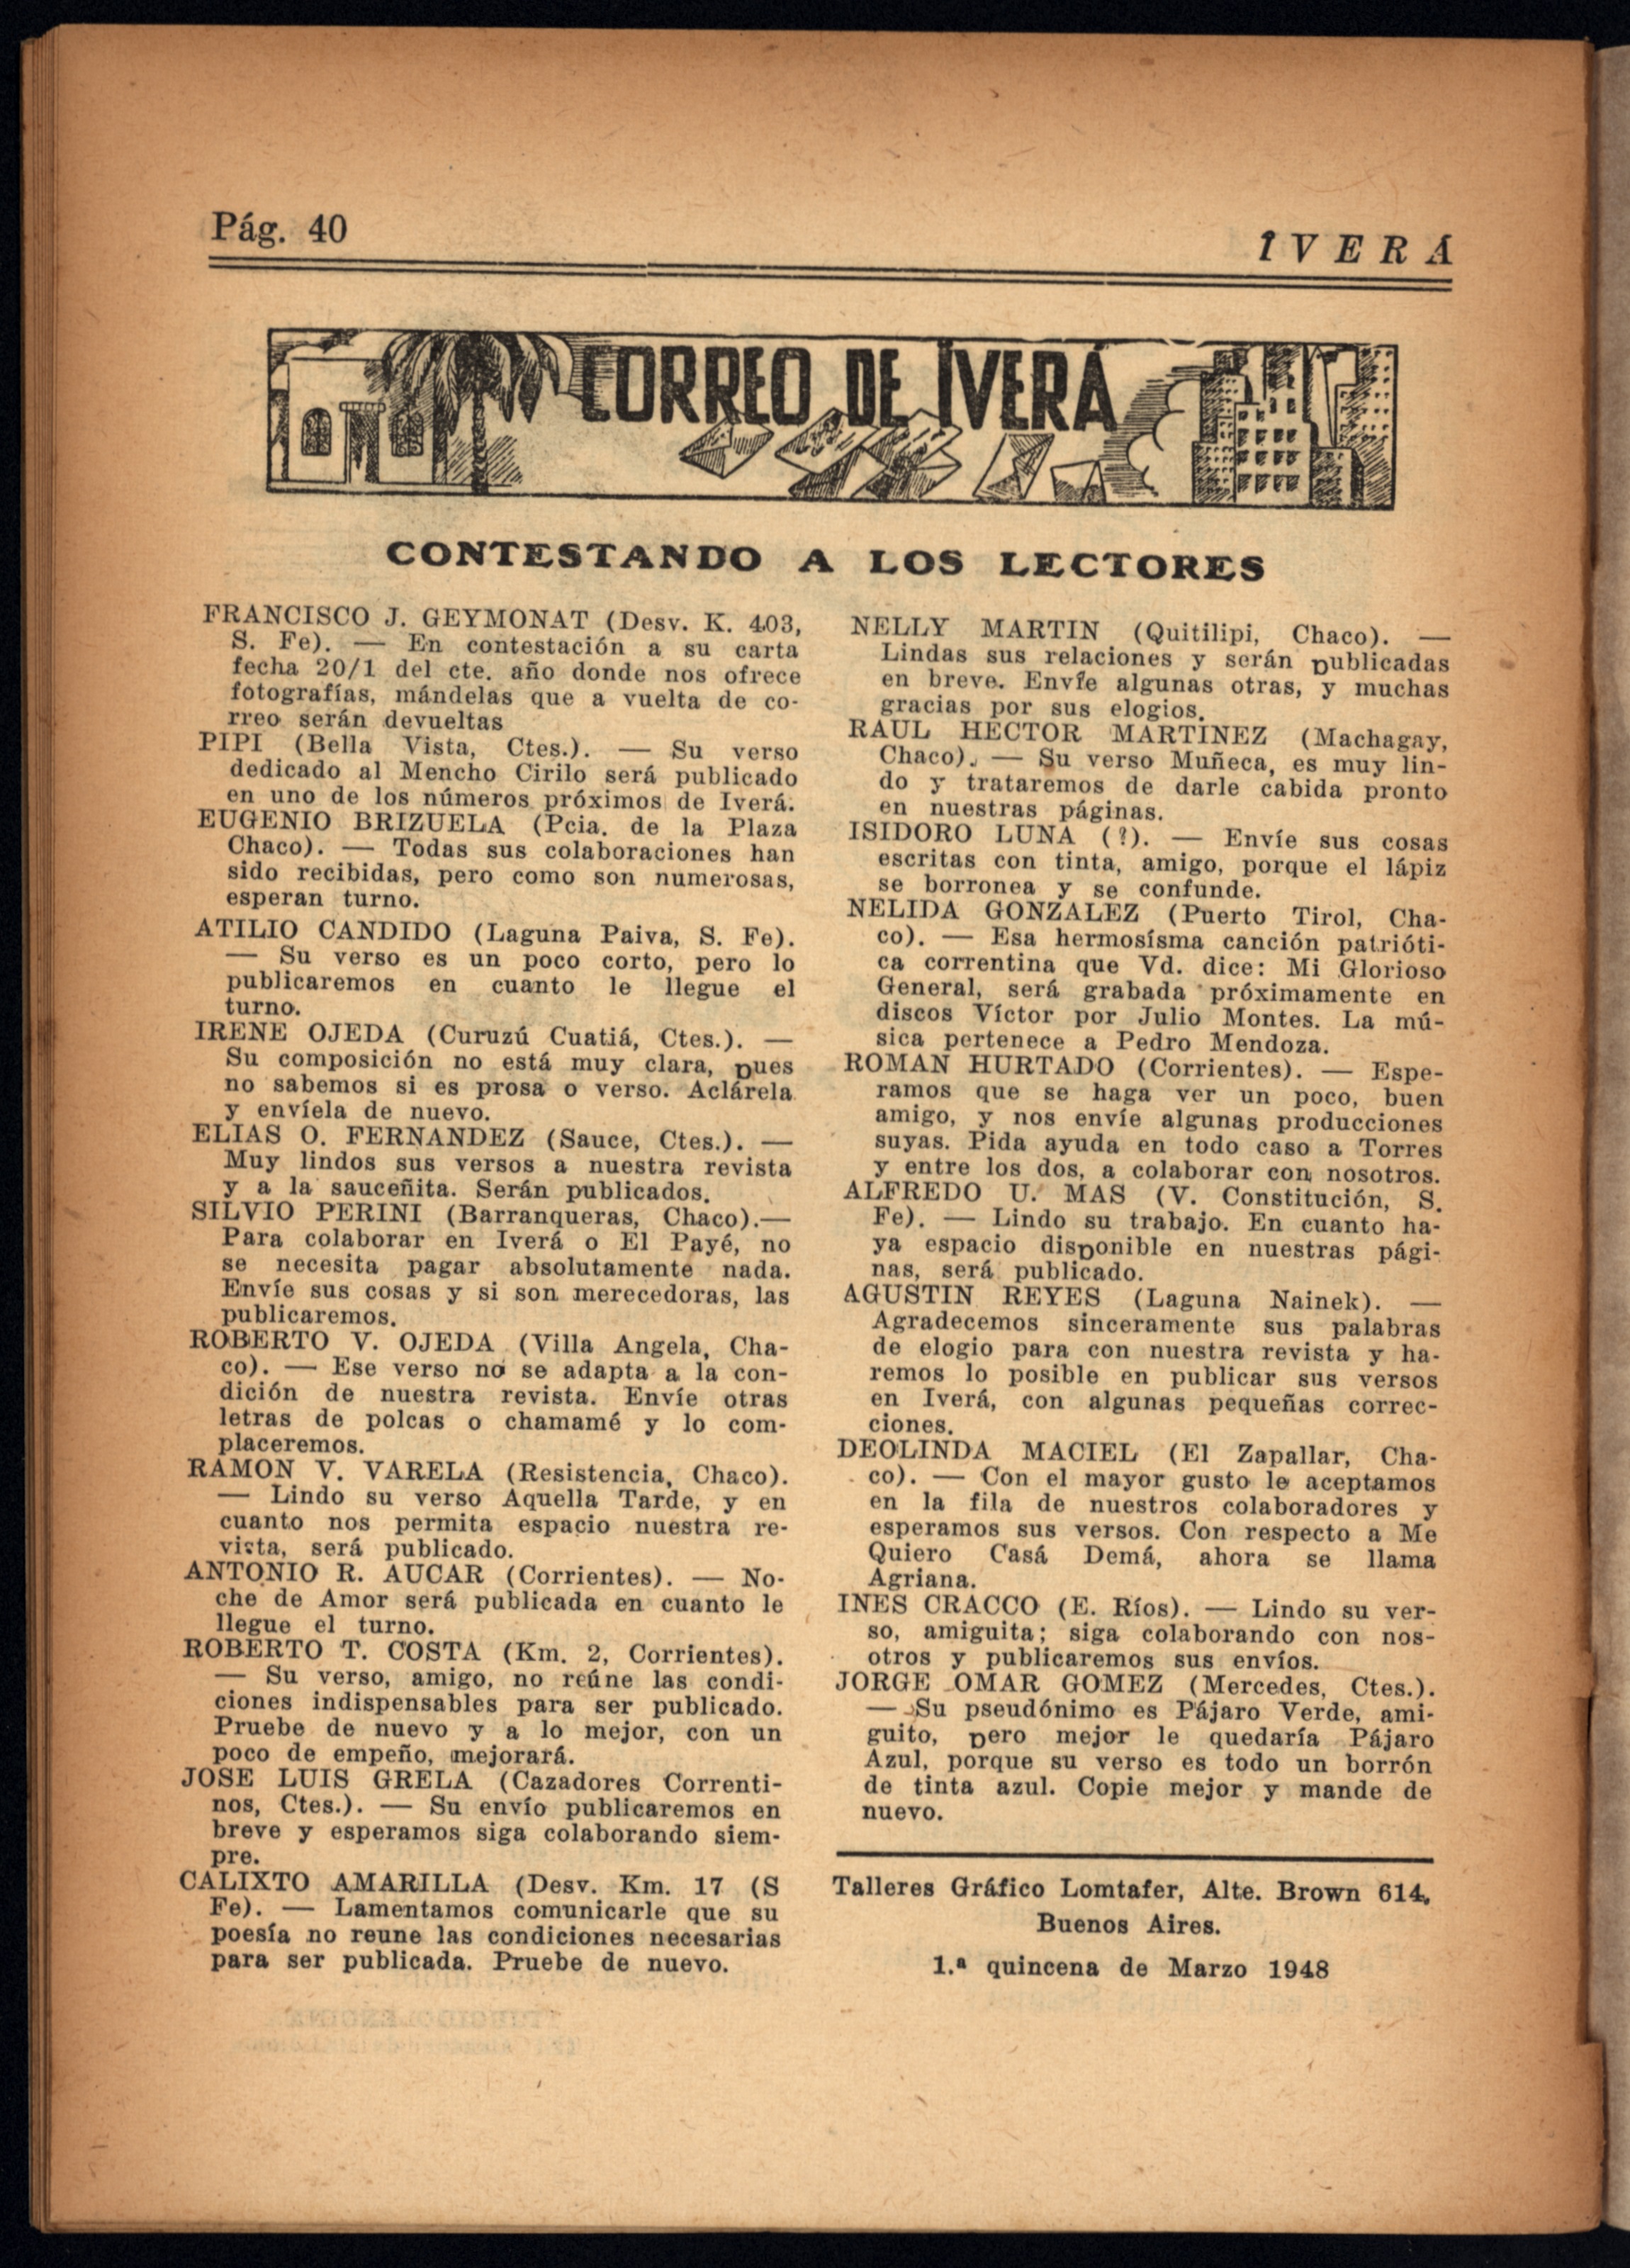 Pág. 40
IVERÁ
CORREO DE IVERÁ
CONTESTANDO A LOS LECTORES
FRANCISCO J. GEYMONAT (Desv. K. 403,
S. Fe). — En contestación a su carta
fecha 20/1 del cte. año donde nos ofrece
fotografías, mándelas que a vuelta de co-
rreo serán devueltas
PIPI (Bella Vista, Ctes.). — Su verso
dedicado al Mencho Cirilo será publicado
en uno de los números próximos de Iverá.
EUGENIO BRIZUELA (Pcia. de la Plaza
Chaco). — Todas sus colaboraciones han
sido recibidas, pero como son numerosas,
esperan turno.
ATILIO CANDIDO (Laguna Paiva, S. Fe).
— Su verso es un poco corto, pero lo
publicaremos en cuanto le llegue el
turno.
IRENE OJEDA (Curuzú Cuatiá, Ctes.). —
Su composición no está muy clara, pues
no sabemos si es prosa o verso. Aclárela
y envíela de nuevo.
ELIAS O. FERNANDEZ (Sauce, Ctes.). —
Muy lindos sus versos a nuestra revista
y a la sauceñita. Serán publicados.
SILVIO PERINI (Barranqueras, Chaco).—
Para colaborar en Iverá o El Payé, no
se necesita pagar absolutamente nada.
Envíe sus cosas y si son merecedoras, las
publicaremos.
ROBERTO V. OJEDA (Villa Angela, Cha-
co). — Ese verso no se adapta a la con-
dición de nuestra revista. Envíe otras
letras de polcas o chamamé y lo com-
placeremos.
RAMON V. VARELA (Resistencia, Chaco).
— Lindo su verso Aquella Tarde, y en
cuanto nos permita espacio nuestra re-
vista, será publicado.
ANTONIO R. AUCAR (Corrientes). — No-
che de Amor será publicada en cuanto le
llegue el turno.
ROBERTO T. COSTA (Km. 2, Corrientes).
— Su verso, amigo, no reúne las condi-
ciones indispensables para ser publicado.
Pruebe de nuevo y a lo mejor, con un
poco de empeño, mejorará.
JOSE LUIS GRELA (Cazadores Correnti-
nos, Ctes.). — Su envío publicaremos en
breve y esperamos siga colaborando siem-
pre.
CALIXTO AMARILLA (Desv. Km. 17 (S
Fe). — Lamentamos comunicarle que su
poesía no reune las condiciones necesarias
para ser publicada. Pruebe de nuevo.
NELLY MARTIN (Quitilipi, Chaco). —
Lindas sus relaciones y serán publicadas
en breve. Envíe algunas otras, y muchas
gracias por sus elogios.
RAUL HECTOR MARTINEZ (Machagay,
Chaco). — Su verso Muñeca, es muy lin-
do y trataremos de darle cabida pronto
en nuestras páginas.
ISIDORO LUNA (?). — Envíe sus cosas
escritas con tinta, amigo, porque el lápiz
se borronea y se confunde.
NELIDA GONZALEZ (Puerto Tirol, Cha-
co). — Esa hermosísma canción patrióti-
ca correntina que Vd. dice: Mi Glorioso
General, será grabada próximamente en
discos Víctor por Julio Montes. La mú-
sica pertenece a Pedro Mendoza.
ROMAN HURTADO (Corrientes). — Espe-
ramos que se haga ver un poco, buen
amigo, y nos envíe algunas producciones
suyas. Pida ayuda en todo caso a Torres
y entre los dos, a colaborar con nosotros.
ALFREDO U. MAS (V. Constitución, S.
Fe). — Lindo su trabajo. En cuanto ha-
ya espacio disponible en nuestras pági-
nas, será publicado.
AGUSTIN REYES (Laguna Nainek). —
Agradecemos sinceramente sus palabras
de elogio para con nuestra revista y ha-
remos lo posible en publicar sus versos
en Iverá, con algunas pequeñas correc-
ciones.
DEOLINDA MACIEL (El Zapallar, Cha-
co). — Con el mayor gusto le aceptamos
en la fila de nuestros colaboradores y
esperamos sus versos. Con respecto a Me
Quiero Casá Demá, ahora se llama
Agriana.
INES CRACCO (E. Ríos). — Lindo su ver-
so, amiguita; siga colaborando con nos-
otros y publicaremos sus envíos.
JORGE OMAR GOMEZ (Mercedes, Ctes.).
— Su pseudónimo es Pájaro Verde, ami-
guito, pero mejor le quedaría Pájaro
Azul, porque su verso es todo un borrón
de tinta azul. Copie mejor y mande de
nuevo.
Talleres Gráfico Lomtafer, Alte. Brown 614,
Buenos Aires.
1.ª quincena de Marzo 1948